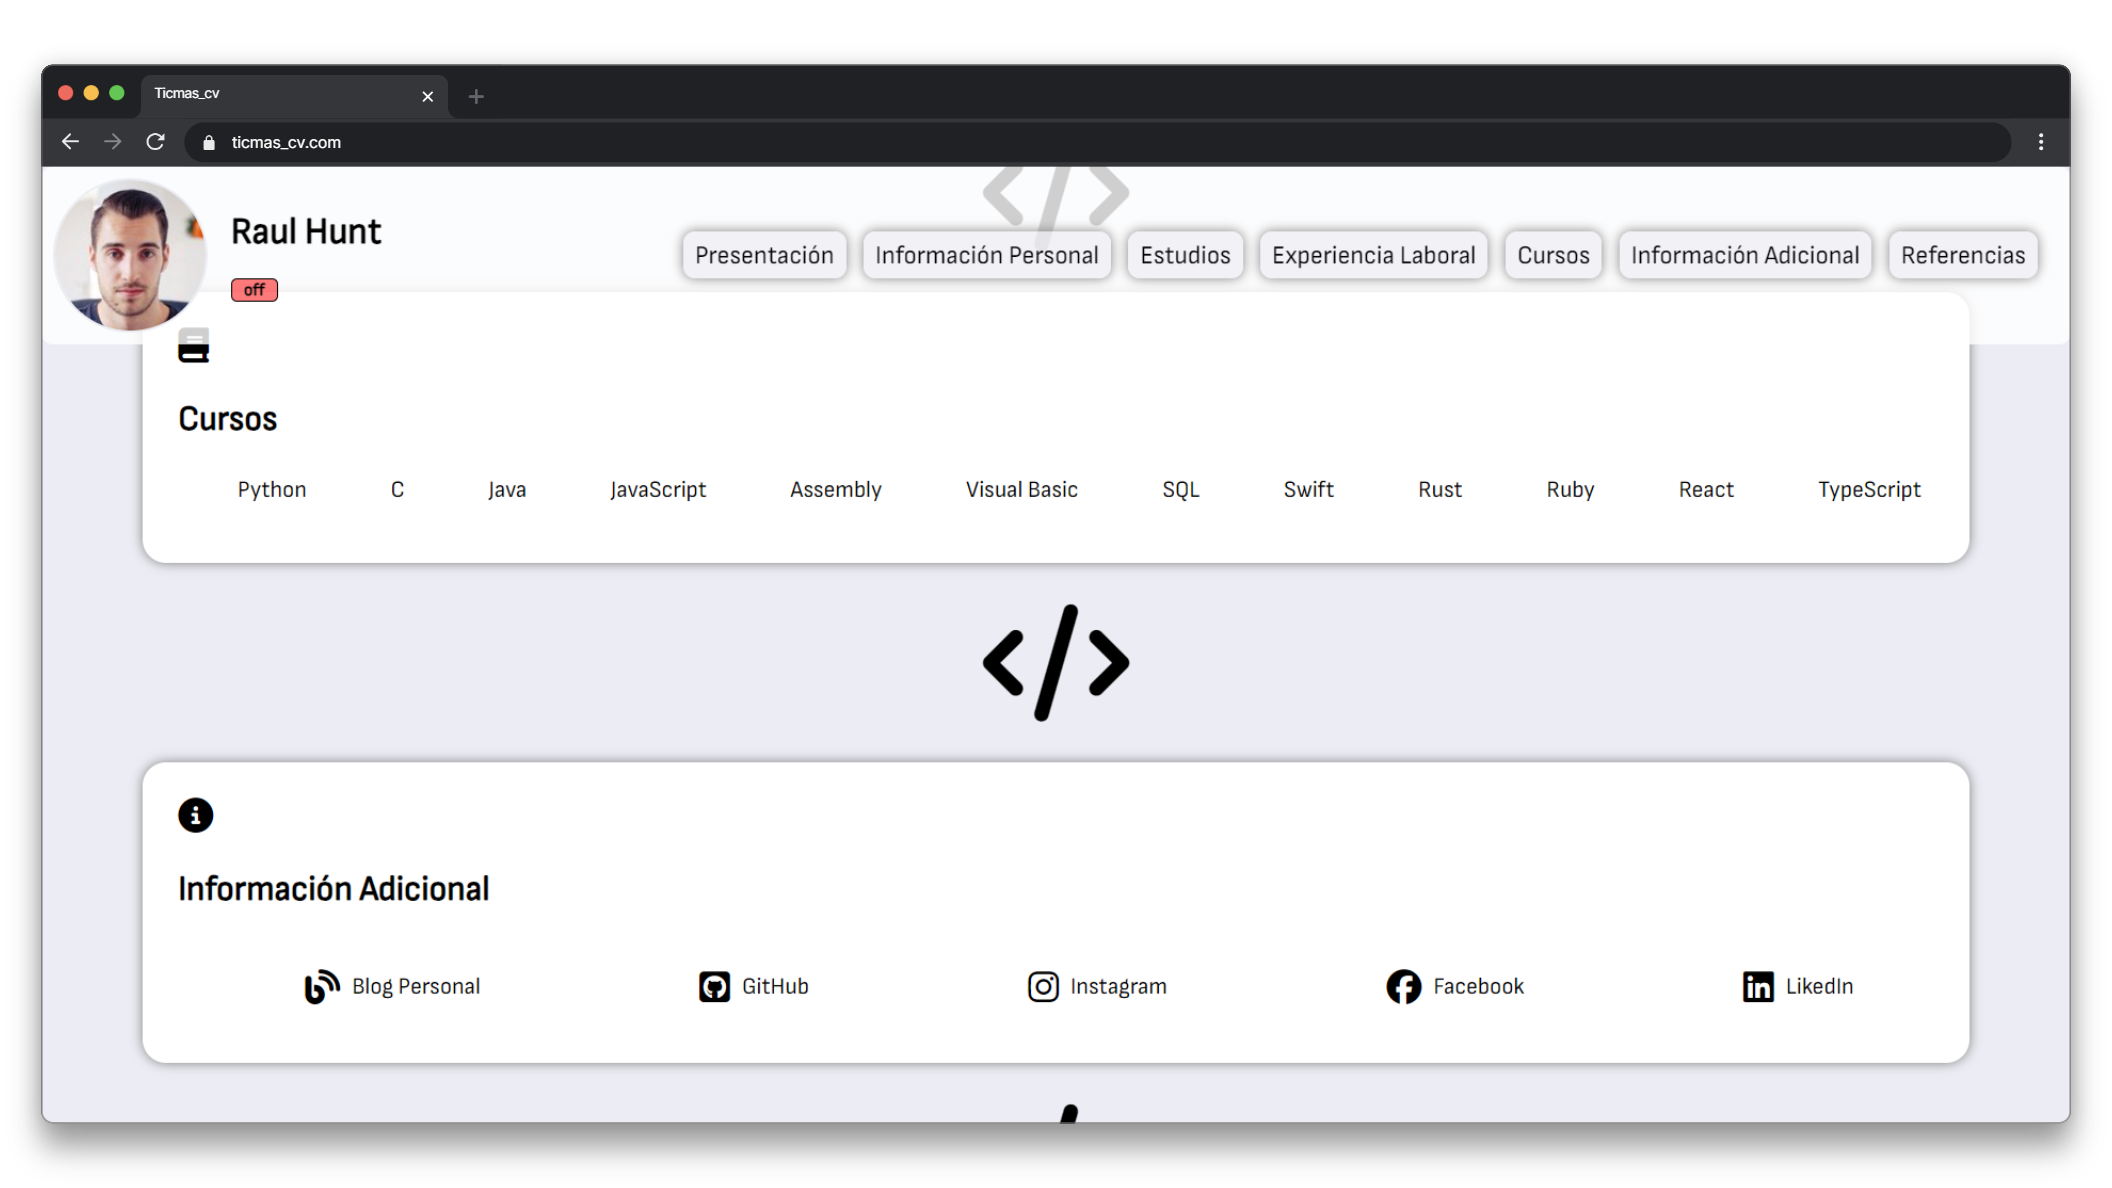 Ticmas_cv
ticmas_cv.com
Raul Hunt
off
Presentación Información Personal Estudios Experiencia Laboral Cursos Información Adicional Referencias
Cursos
Python C Java JavaScript Assembly Visual Basic SQL Swift Rust Ruby React TypeScript
Información Adicional
Blog Personal GitHub Instagram Facebook LikedIn